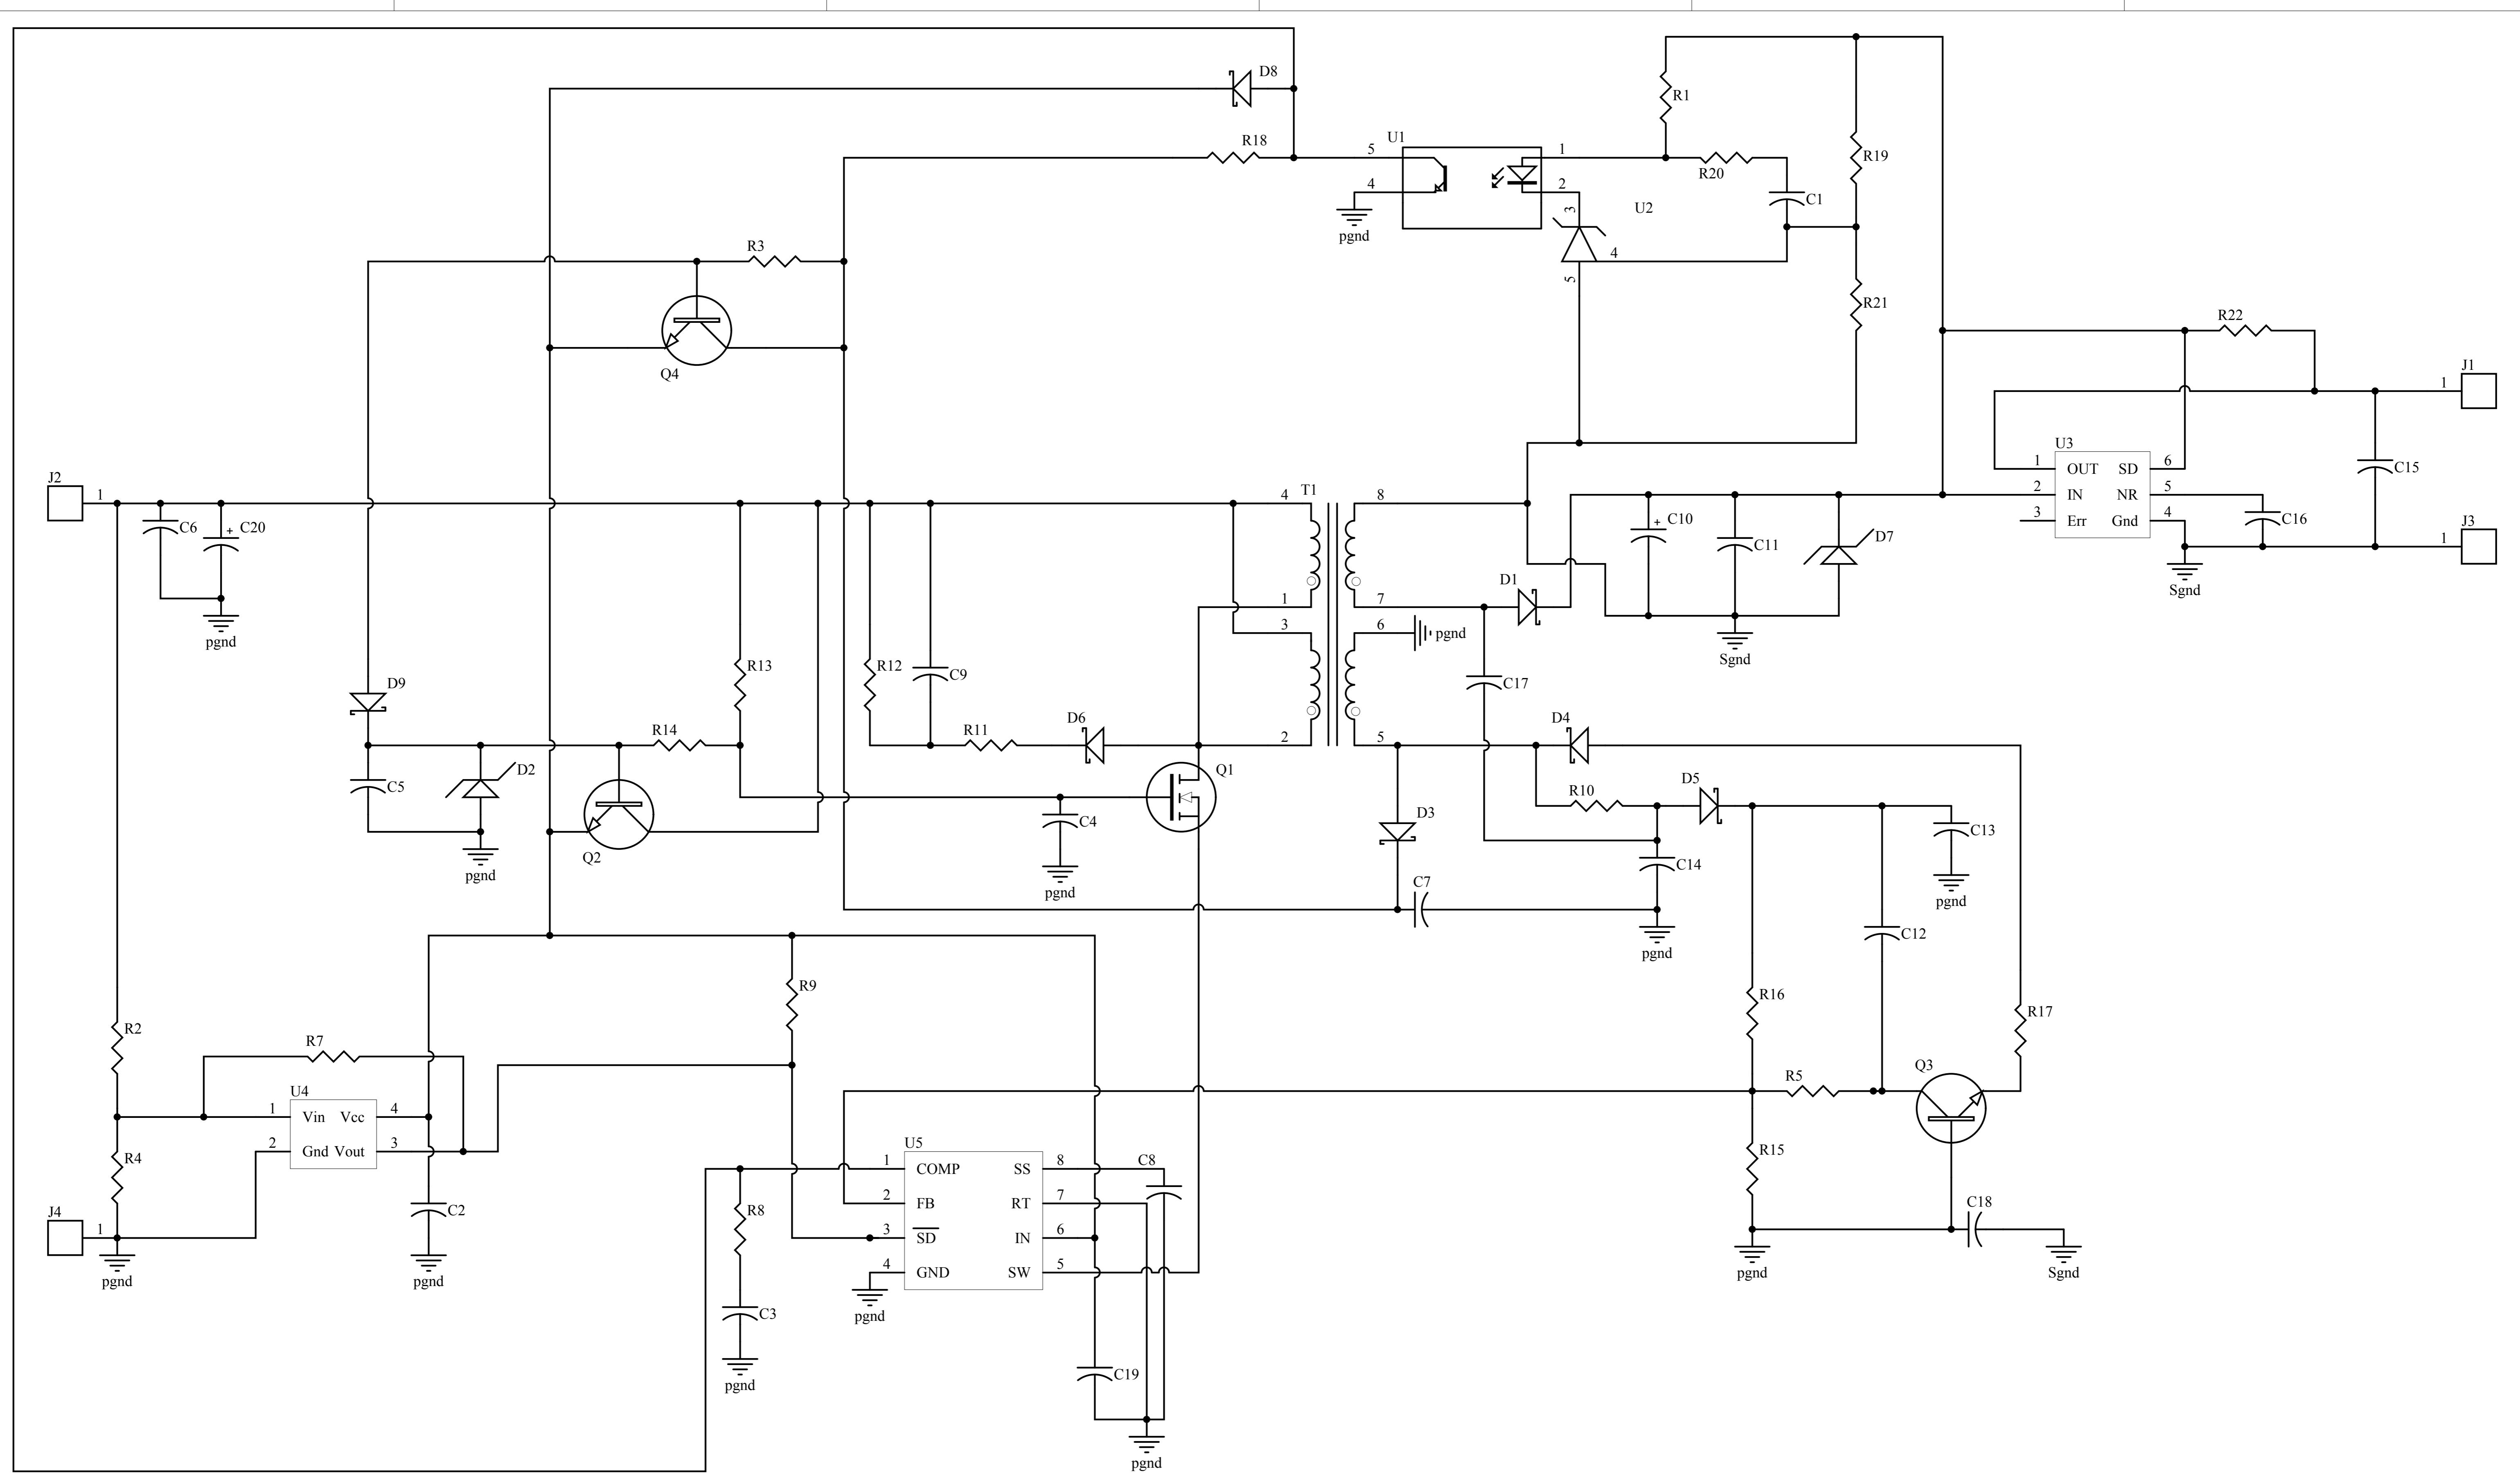 D8
R1
R18
U1
5
1
R19
R20
4
2
3
U2
C1
pgnd
R3
4
5
R21
R22
Q4
J1
1
U3
C15
1
OUT
SD
6
J2
1
T1
4
8
2
IN
NR
5
+
C10
C6
+
C20
3
Err
Gnd
4
C16
J3
1
C11
D7
D1
Sgnd
1
7
3
6
pgnd
pgnd
Sgnd
R13
R12
C9
C17
D9
R14
R11
D6
D4
2
5
D2
Q1
C5
D5
R10
D3
C13
C4
Q2
C14
pgnd
C7
pgnd
pgnd
C12
pgnd
R9
R16
R17
R2
R7
Q3
R5
U4
1
Vin
Vcc
4
2
Gnd
Vout
3
U5
R15
R4
1
COMP
SS
8
C8
2
FB
RT
7
C18
J4
1
C2
R8
3
SD
IN
6
4
GND
SW
5
pgnd
Sgnd
pgnd
pgnd
C3
pgnd
C19
pgnd
pgnd